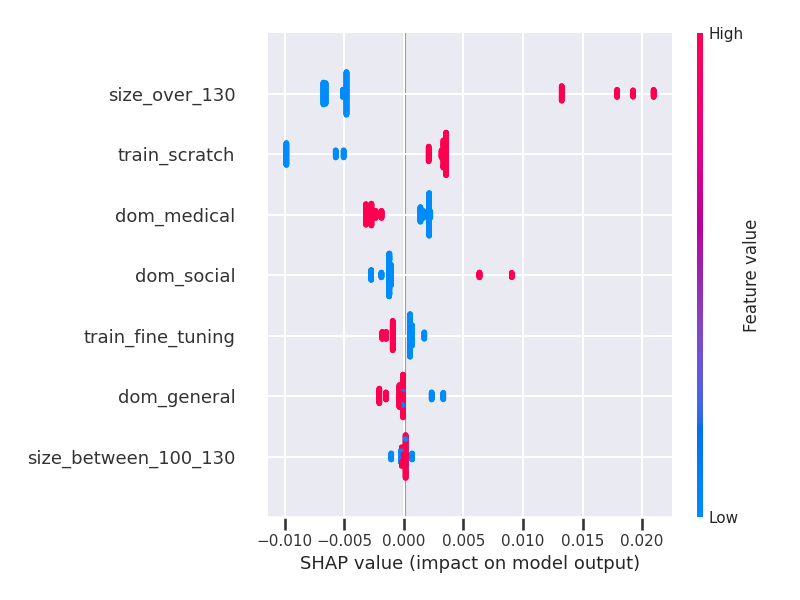 High
size_over_130
train_scratch
dom_medical
dom_social
train_fine_tuning
dom_general
size_between_100_130
Feature value
Low
−0.010 −0.005 0.000 0.005 0.010 0.015 0.020
SHAP value (impact on model output)